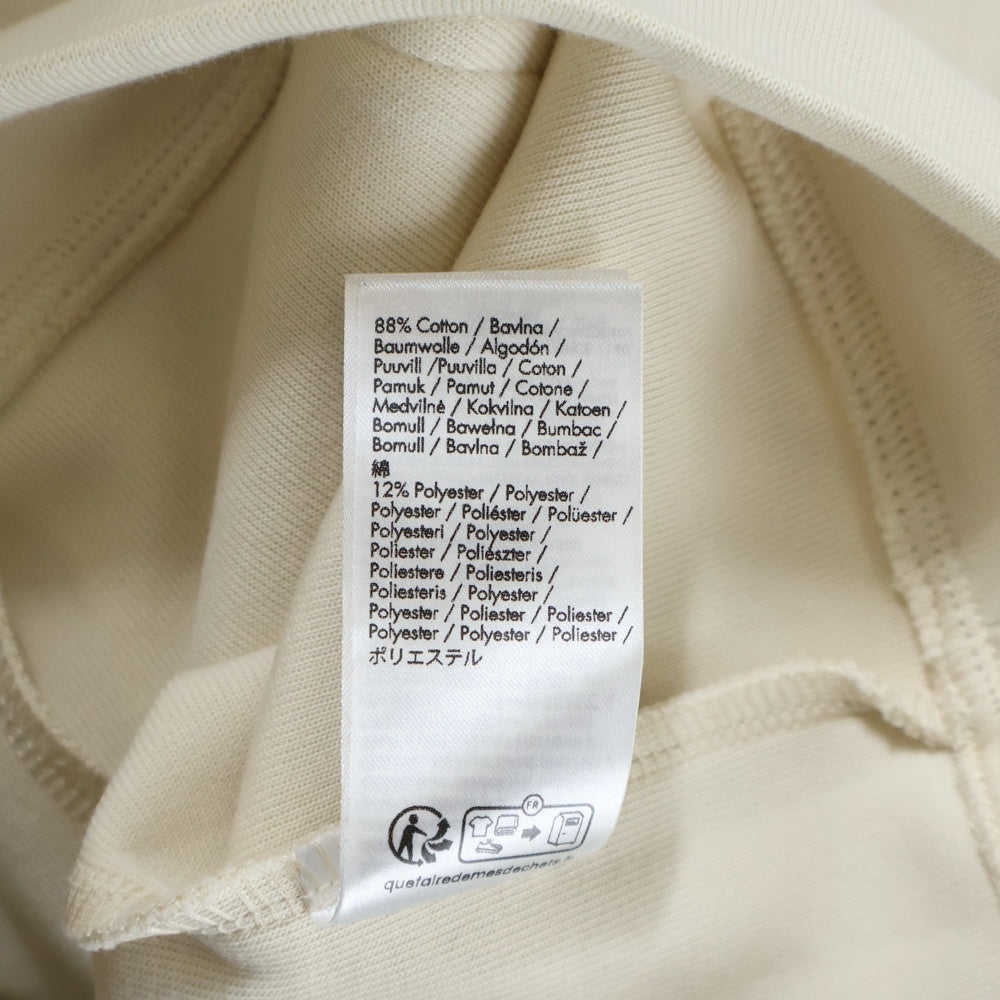 88% Cotton / Bavlna /
Baumwolle / Algodón /
Puuvill /Puuvilla / Coton /
Pamuk / Pamut / Cotone /
Medvilnė / Kokvilna / Katoen /
Bomull / Bawełna / Bumbac /
Bomull / Bavlna / Bombaž /
綿
12% Polyester / Polyester /
Polyester / Poliéster / Polüester /
Polyesteri / Polyester /
Poliester / Poliészter /
Poliestere / Poliesteris /
Poliesteris / Polyester /
Polyester / Poliester / Poliester /
Polyester / Polyester / Poliester /
ポリエステル
FR
quefairedemesdechets.fr